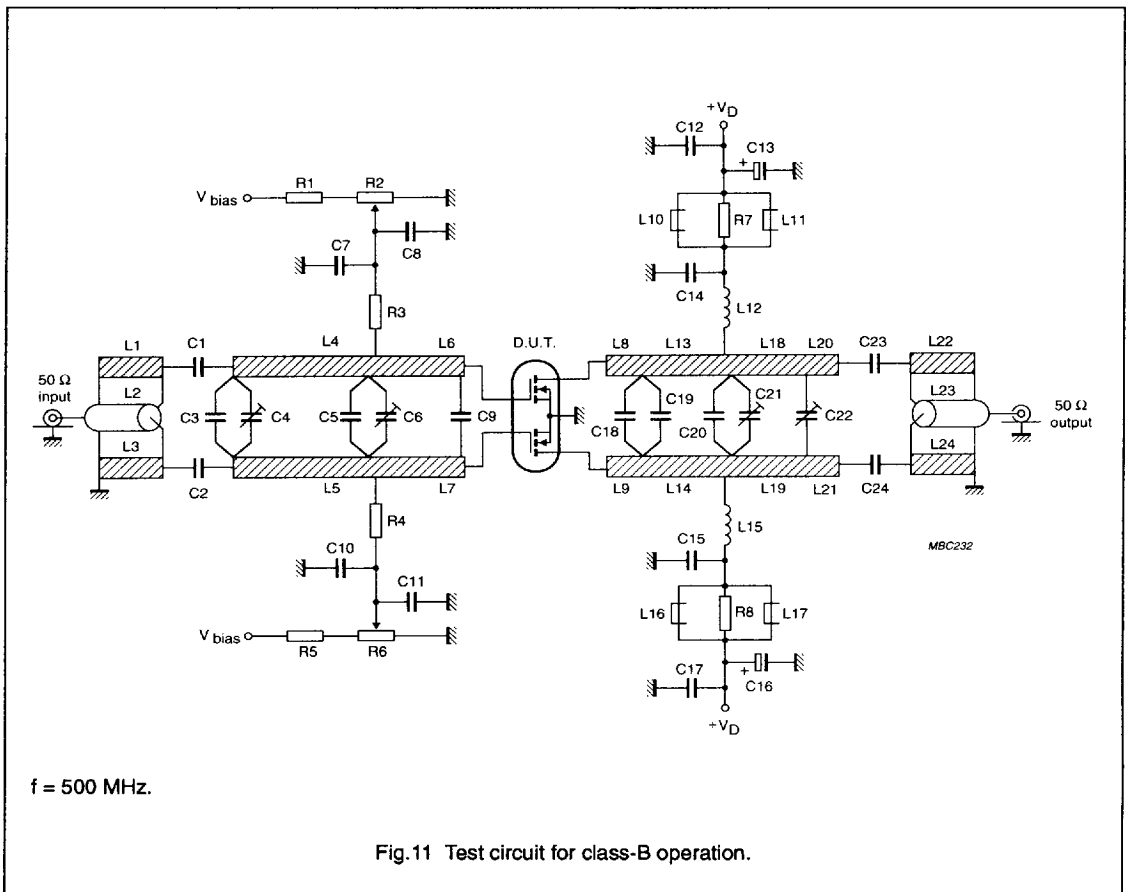 +VD
C12
C13
+
R1
R2
V bias
L10
R7
L11
C7
C8
C14
L12
R3
L1
C1
L4
L6
D.U.T.
L8
L13
L18
L20
C23
L22
50 Ω
input
L2
C3
C4
C5
C6
C9
C18
C19
C20
C21
C22
L23
50 Ω
output
L3
C2
L5
L7
L9
L14
L19
L21
C24
L24
R4
L15
MBC232
C10
C15
C11
L16
R8
L17
V bias
R5
R6
C17
+
C16
+VD
f = 500 MHz.
Fig.11 Test circuit for class-B operation.